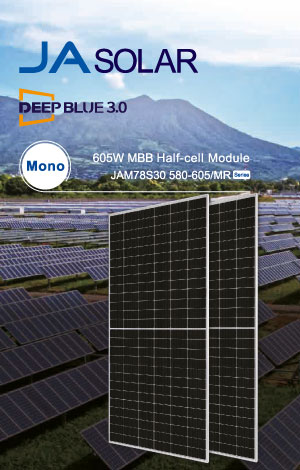 JA SOLAR
DEEP BLUE 3.0
Mono
605W MBB Half-cell Module
JAM78S30 580-605/MR Series